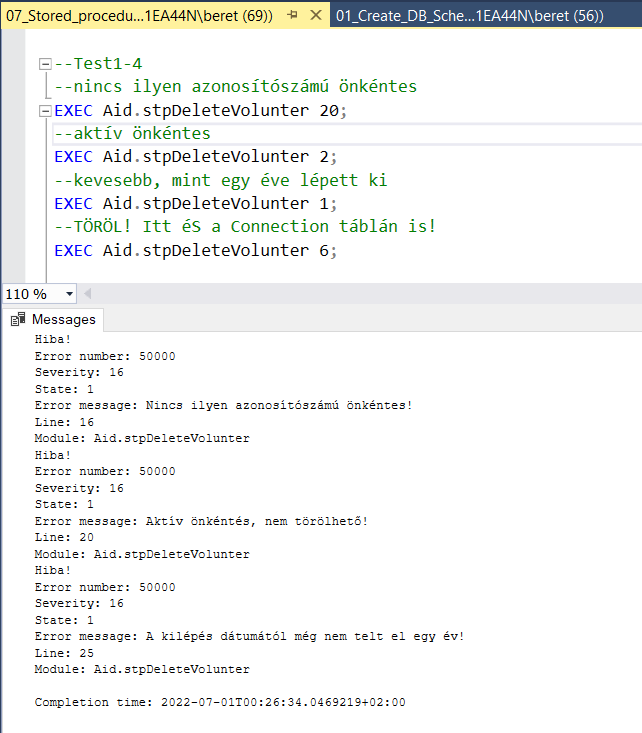 07_Stored_procedu...1EA44N\beret (69)) 01_Create_DB_Sche...1EA44N\beret (56))
--Test1-4
--nincs ilyen azonosítószámú önkéntes
EXEC Aid.stpDeleteVolunter 20;
--aktív önkéntes
EXEC Aid.stpDeleteVolunter 2;
--kevesebb, mint egy éve lépett ki
EXEC Aid.stpDeleteVolunter 1;
--TÖRÖL! Itt éS a Connection táblán is!
EXEC Aid.stpDeleteVolunter 6;
110 %
Messages
Hiba!
Error number: 50000
Severity: 16
State: 1
Error message: Nincs ilyen azonosítószámú önkéntes!
Line: 16
Module: Aid.stpDeleteVolunter
Hiba!
Error number: 50000
Severity: 16
State: 1
Error message: Aktív önkéntés, nem törölhető!
Line: 20
Module: Aid.stpDeleteVolunter
Hiba!
Error number: 50000
Severity: 16
State: 1
Error message: A kilépés dátumától még nem telt el egy év!
Line: 25
Module: Aid.stpDeleteVolunter
Completion time: 2022-07-01T00:26:34.0469219+02:00